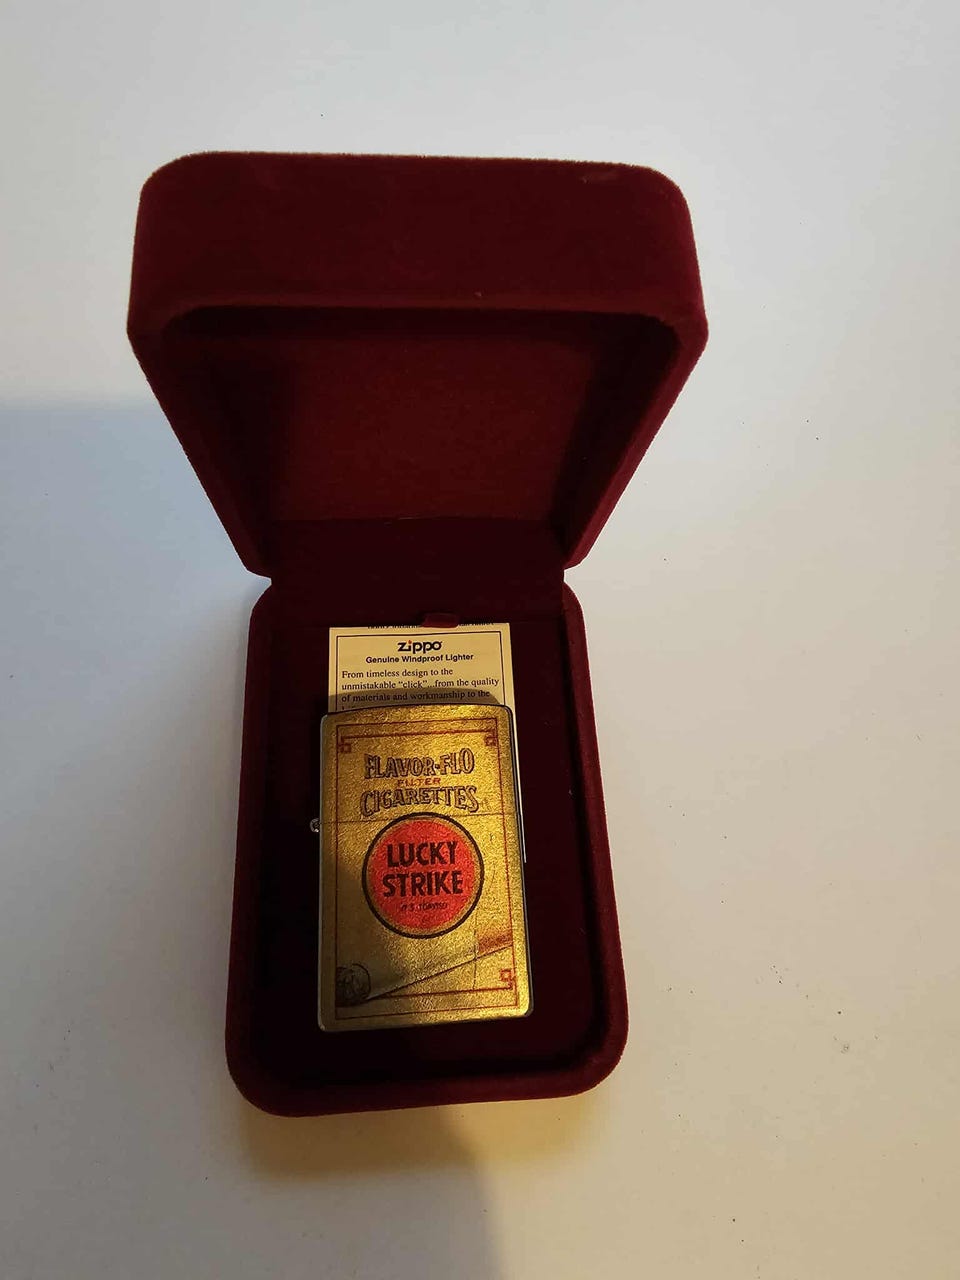 zippo
Genuine Windproof Lighter
From timeless design to the
unmistakable "click"...from the quality
of materials and workmanship to the
FLAVOR-FLO
FILTER
CIGARETTES
LUCKY
STRIKE